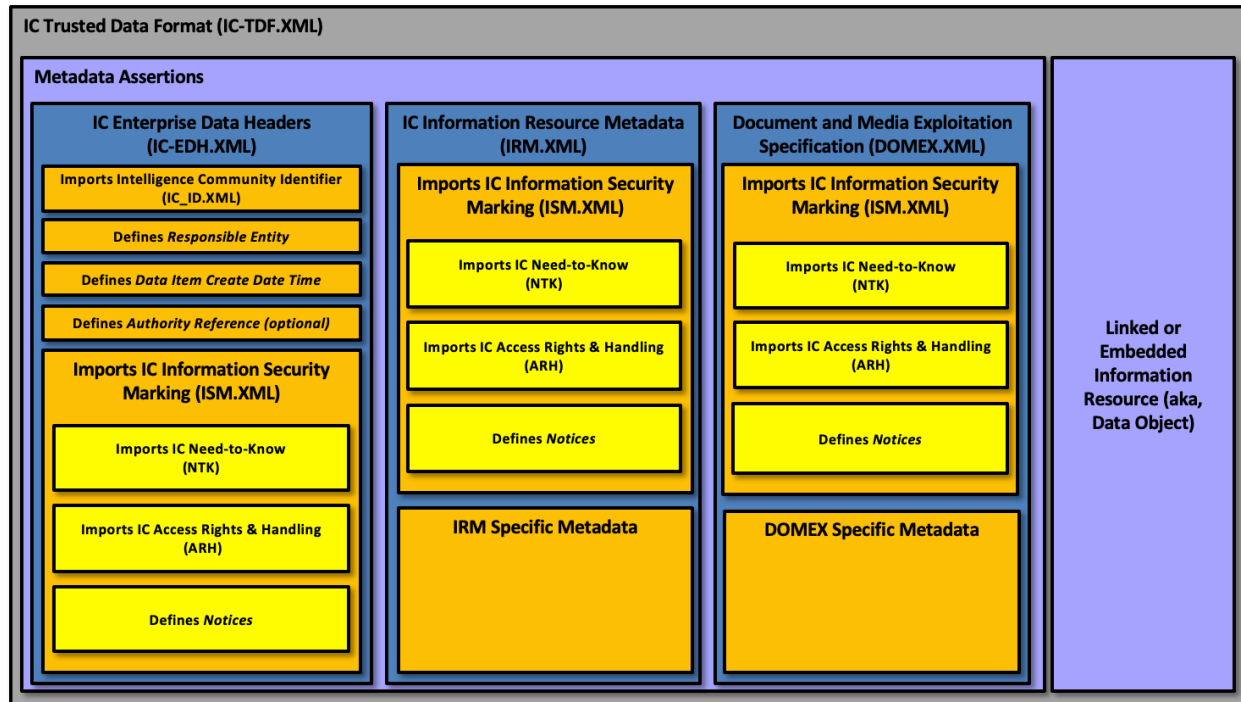 IC Trusted Data Format (IC-TDF.XML)
Metadata Assertions
IC Enterprise Data Headers
(IC-EDH.XML)
Imports Intelligence Community Identifier
(IC_ID.XML)
Defines Responsible Entity
Defines Data Item Create Date Time
Defines Authority Reference (optional)
Imports IC Information Security
Marking (ISM.XML)
Imports IC Need-to-Know
(NTK)
Imports IC Access Rights & Handling
(ARH)
Defines Notices
IC Information Resource Metadata
(IRM.XML)
Imports IC Information Security
Marking (ISM.XML)
Imports IC Need-to-Know
(NTK)
Imports IC Access Rights & Handling
(ARH)
Defines Notices
IRM Specific Metadata
Document and Media Exploitation
Specification (DOMEX.XML)
Imports IC Information Security
Marking (ISM.XML)
Imports IC Need-to-Know
(NTK)
Imports IC Access Rights & Handling
(ARH)
Defines Notices
DOMEX Specific Metadata
Linked or
Embedded
Information
Resource (aka,
Data Object)